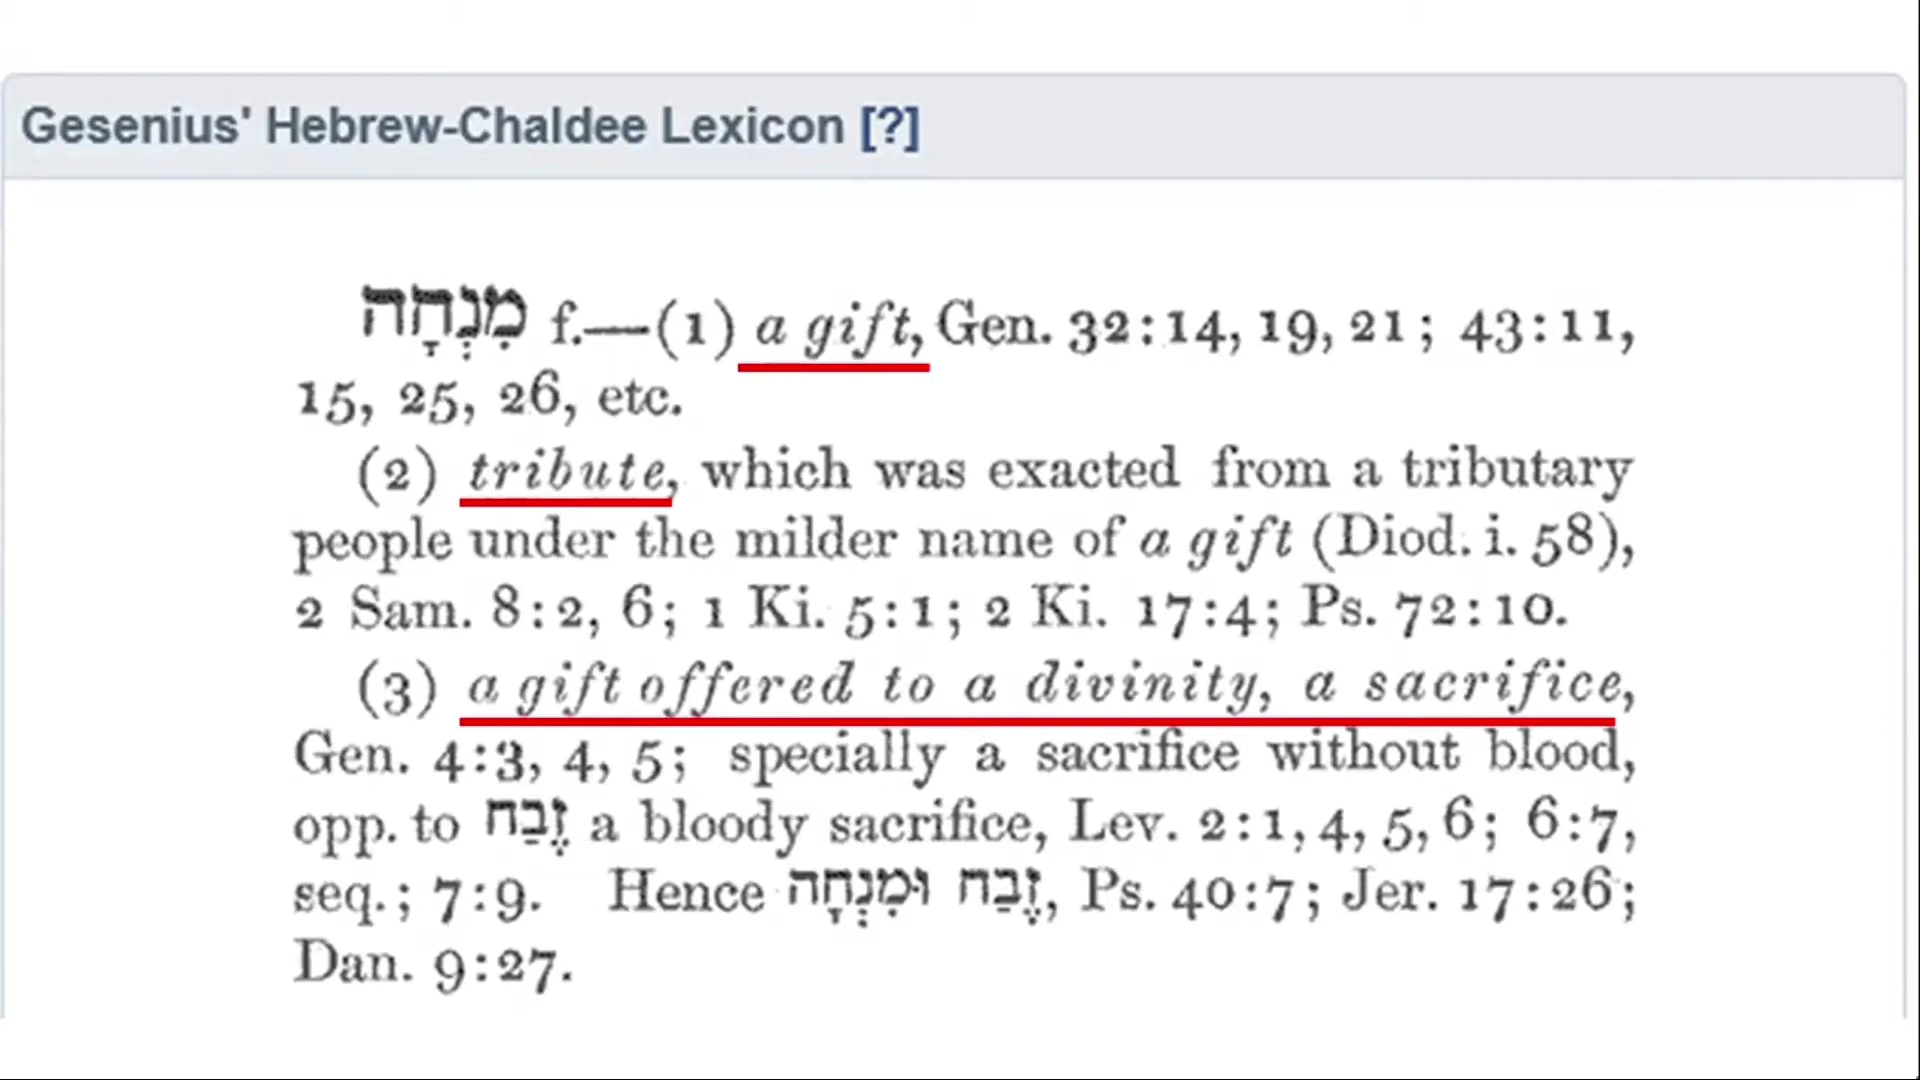 Gesenius' Hebrew-Chaldee Lexicon [?]
מִנְחָה f.—(1) a gift, Gen. 32:14, 19, 21; 43:11,
15, 25, 26, etc.
(2) tribute, which was exacted from a tributary
people under the milder name of a gift (Diod. i. 58),
2 Sam. 8:2, 6; 1 Ki. 5:1; 2 Ki. 17:4; Ps. 72:10.
(3) a gift offered to a divinity, a sacrifice,
Gen. 4:3, 4, 5; specially a sacrifice without blood,
opp. to זֶבַח a bloody sacrifice, Lev. 2:1, 4, 5, 6; 6:7,
seq.; 7:9. Hence זֶבַח וּמִנְחָה, Ps. 40:7; Jer. 17:26;
Dan. 9:27.